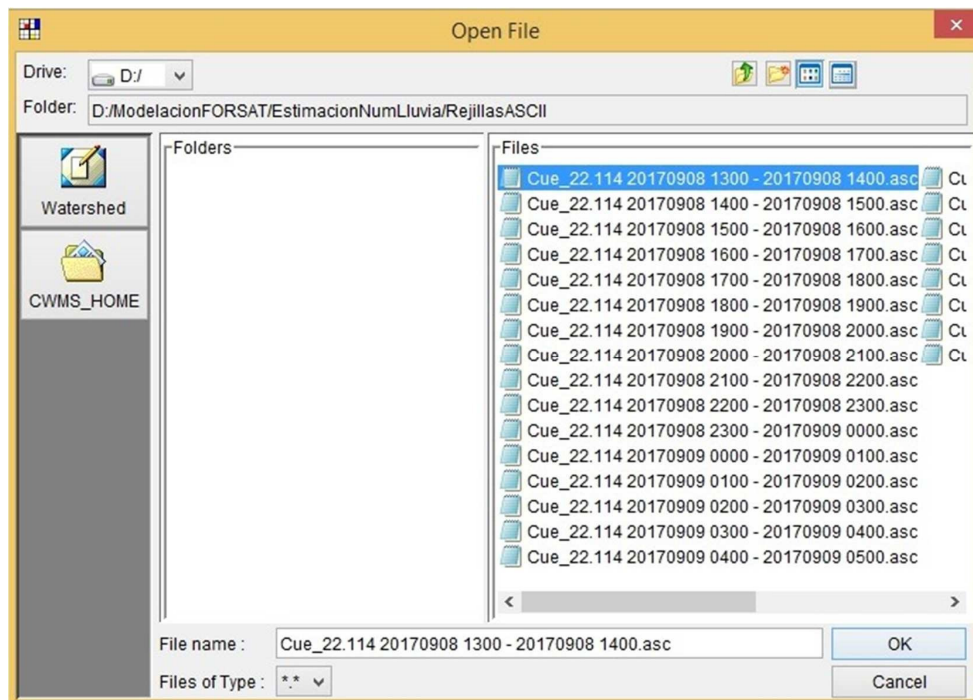 Open File
Drive: D:/
Folder: D:/ModelacionFORSAT/EstimacionNumLluvia/RejillasASCII
Watershed
CWMS_HOME
Folders
Files
Cue_22.114 20170908 1300 - 20170908 1400.asc
Cue_22.114 20170908 1400 - 20170908 1500.asc
Cue_22.114 20170908 1500 - 20170908 1600.asc
Cue_22.114 20170908 1600 - 20170908 1700.asc
Cue_22.114 20170908 1700 - 20170908 1800.asc
Cue_22.114 20170908 1800 - 20170908 1900.asc
Cue_22.114 20170908 1900 - 20170908 2000.asc
Cue_22.114 20170908 2000 - 20170908 2100.asc
Cue_22.114 20170908 2100 - 20170908 2200.asc
Cue_22.114 20170908 2200 - 20170908 2300.asc
Cue_22.114 20170908 2300 - 20170909 0000.asc
Cue_22.114 20170909 0000 - 20170909 0100.asc
Cue_22.114 20170909 0100 - 20170909 0200.asc
Cue_22.114 20170909 0200 - 20170909 0300.asc
Cue_22.114 20170909 0300 - 20170909 0400.asc
Cue_22.114 20170909 0400 - 20170909 0500.asc
File name : Cue_22.114 20170908 1300 - 20170908 1400.asc
OK
Files of Type : *.*
Cancel